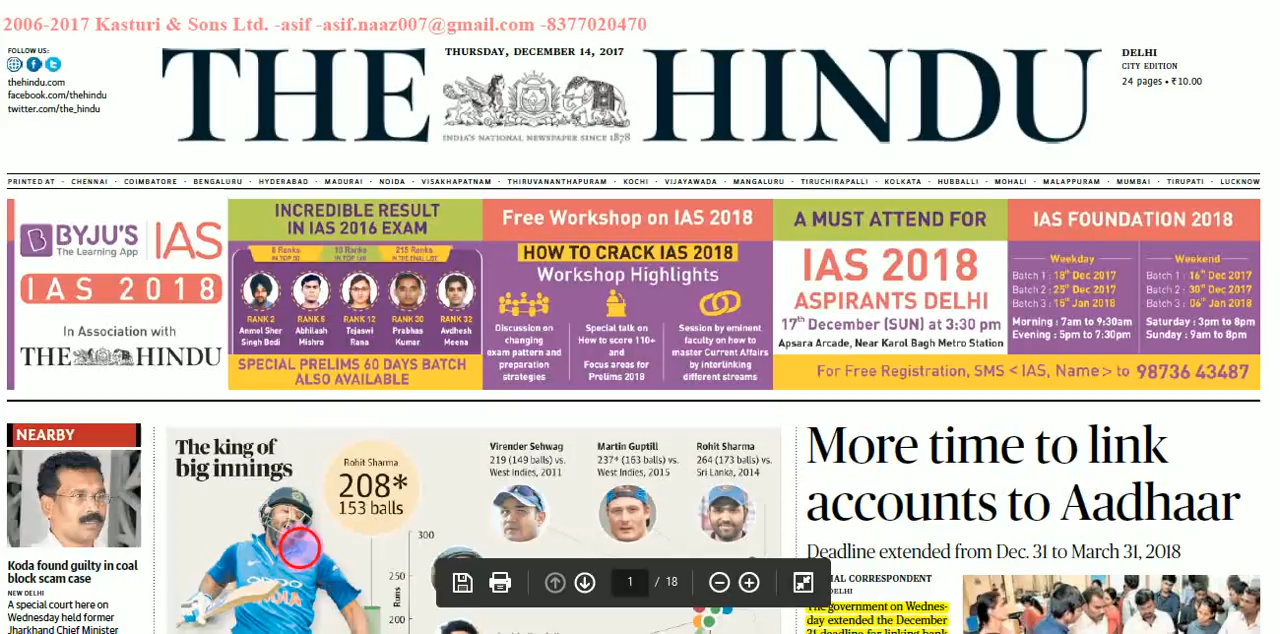 2006-2017 Kasturi & Sons Ltd. -asif -asif.naaz007@gmail.com -8377020470
FOLLOW US:
thehindu.com
facebook.com/thehindu
twitter.com/the_hindu
THURSDAY, DECEMBER 14, 2017
THE HINDU
INDIA'S NATIONAL NEWSPAPER SINCE 1878
DELHI
CITY EDITION
24 pages • ₹10.00
PRINTED AT · CHENNAI · COIMBATORE · BENGALURU · HYDERABAD · MADURAI · NOIDA · VISAKHAPATNAM · THIRUVANANTHAPURAM · KOCHI · VIJAYAWADA · MANGALURU · TIRUCHIRAPALLI · KOLKATA · HUBBALLI · MOHALI · MALAPPURAM · MUMBAI · TIRUPATI · LUCKNOW
BYJU'S IAS
The Learning App
IAS 2018
In Association with
THE HINDU
INCREDIBLE RESULT
IN IAS 2016 EXAM
215 Ranks
IN THE FINAL LIST
RANK 2
Anmol Sher
Singh Bedi
RANK 5
Abhilash
Mishra
RANK 12
Tejaswi
Rana
Prabhas
Kumar
RANK 32
Avdhesh
Meena
SPECIAL PRELIMS 60 DAYS BATCH
ALSO AVAILABLE
Free Workshop on IAS 2018
HOW TO CRACK IAS 2018
Workshop Highlights
Discussion on
changing
exam pattern and
preparation
strategies
Special talk on
How to score 110+
and
Focus areas for
Prelims 2018
Session by eminent
faculty on how to
master Current Affairs
by interlinking
different streams
A MUST ATTEND FOR
IAS 2018
ASPIRANTS DELHI
17th December (SUN) at 3:30 pm
Apsara Arcade, Near Karol Bagh Metro Station
IAS FOUNDATION 2018
Weekday
Batch 1 : 18th Dec 2017
Batch 2 : 25th Dec 2017
Batch 3 : 15th Jan 2018
Morning : 7am to 9:30am
Evening : 5pm to 7:30pm
Weekend
Batch 1 : 16th Dec 2017
Batch 2 : 30th Dec 2017
Batch 3 : 06th Jan 2018
Saturday : 3pm to 8pm
Sunday : 9am to 8pm
For Free Registration, SMS < IAS, Name > to 98736 43487
NEARBY
Koda found guilty in coal
block scam case
NEW DELHI
A special court here on
Wednesday held former
Jharkhand Chief Minister
The king of
big innings
Rohit Sharma
208*
153 balls
Virender Sehwag
219 (149 balls) vs.
West Indies, 2011
Martin Guptill
237* (163 balls) vs.
West Indies, 2015
Rohit Sharma
264 (173 balls) vs.
Sri Lanka, 2014
300
250
200
Runs
OPPO
INDIA
1 / 18
More time to link
accounts to Aadhaar
Deadline extended from Dec. 31 to March 31, 2018
CORRESPONDENT
The government on Wednes-
day extended the December
31 deadline for linking bank